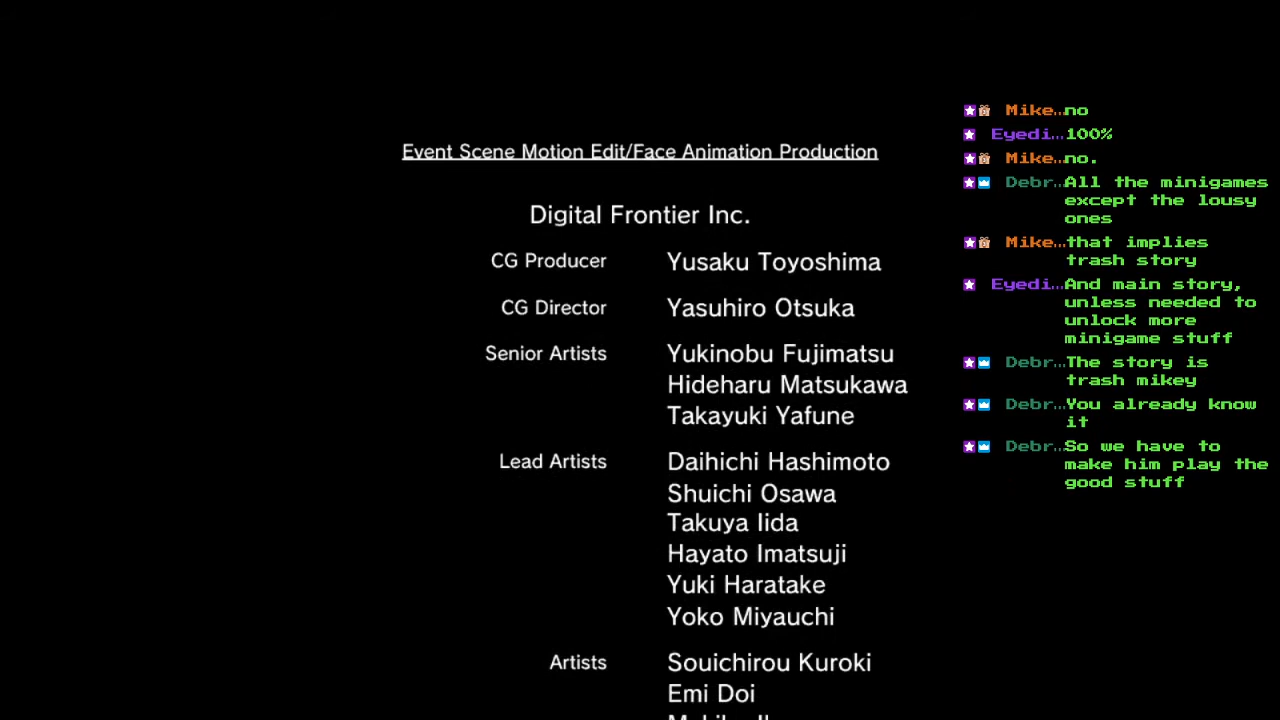 Event Scene Motion Edit/Face Animation Production
Digital Frontier Inc.
CG Producer Yusaku Toyoshima
CG Director Yasuhiro Otsuka
Senior Artists Yukinobu Fujimatsu
Hideharu Matsukawa
Takayuki Yafune
Lead Artists Daihichi Hashimoto
Shuichi Osawa
Takuya Iida
Hayato Imatsuji
Yuki Haratake
Yoko Miyauchi
Artists Souichirou Kuroki
Emi Doi
Mike..no
Eyedi...100%
Mike..no.
Debr...All the minigames
except the lousy
ones
Mike..that implies
trash story
Eyedi...And main story,
unless needed to
unlock more
minigame stuff
Debr...The story is
trash mikey
Debr...You already know
it
Debr...So we have to
make him play the
good stuff